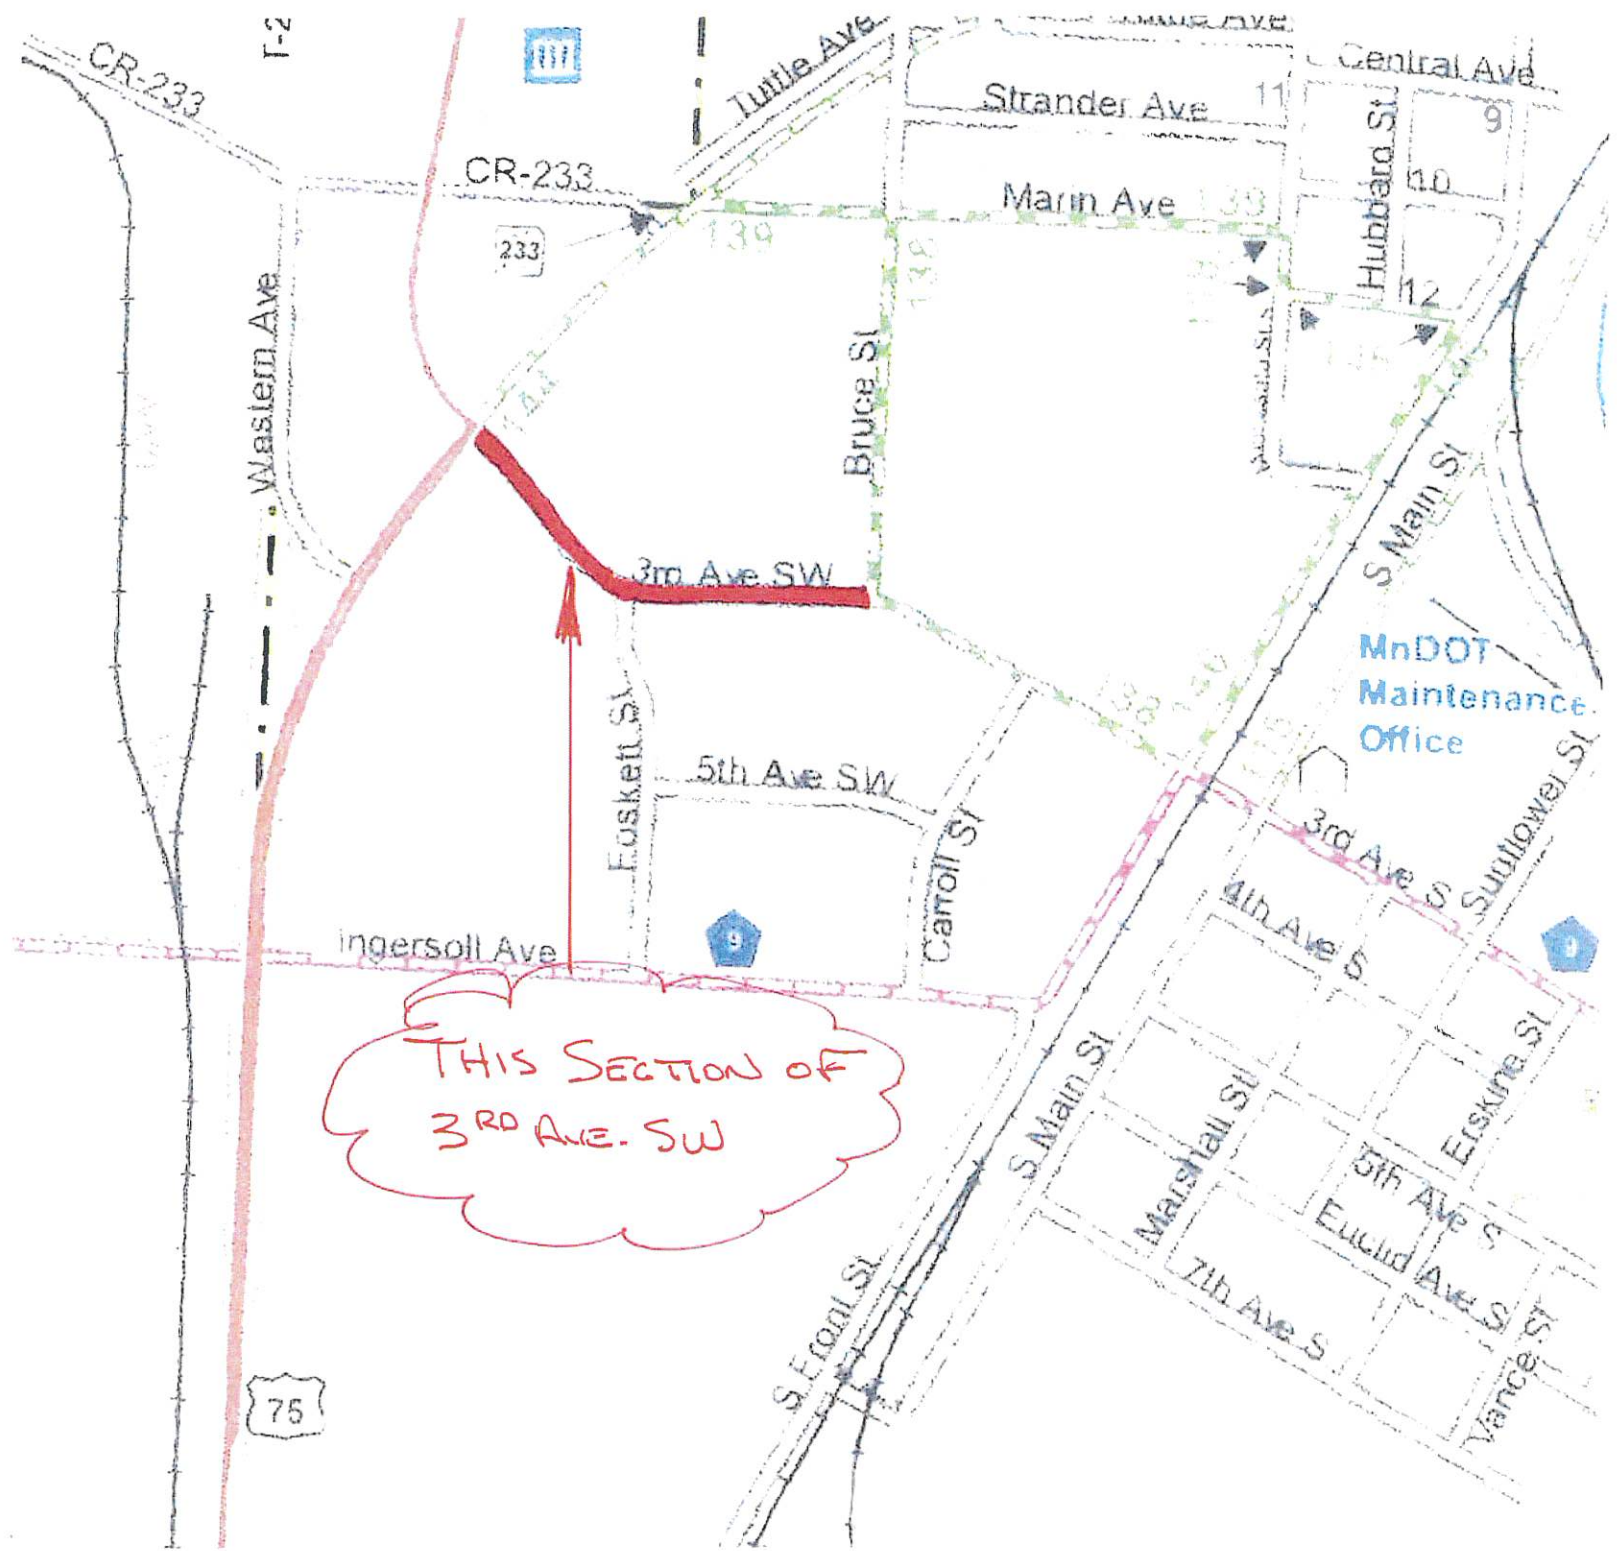 T-2
CR-233
Tuttle Ave
Central Ave
Strander Ave
11
9
Hubbard St
CR-233
10
Marin Ave
139
233
139
138
12
Western Ave
Bruce St
S Main St
3rd Ave SW
MnDOT
Maintenance
Office
Foskett St
5th Ave SW
Carroll St
3rd Ave S
Sunflower St
4th Ave S
9
9
Ingersoll Ave
THIS SECTION OF
3RD AVE. SW
S Main St
Marshall St
Erskine St
5th Ave S
Euclid Ave S
7th Ave S
Vance St
S Front St
75